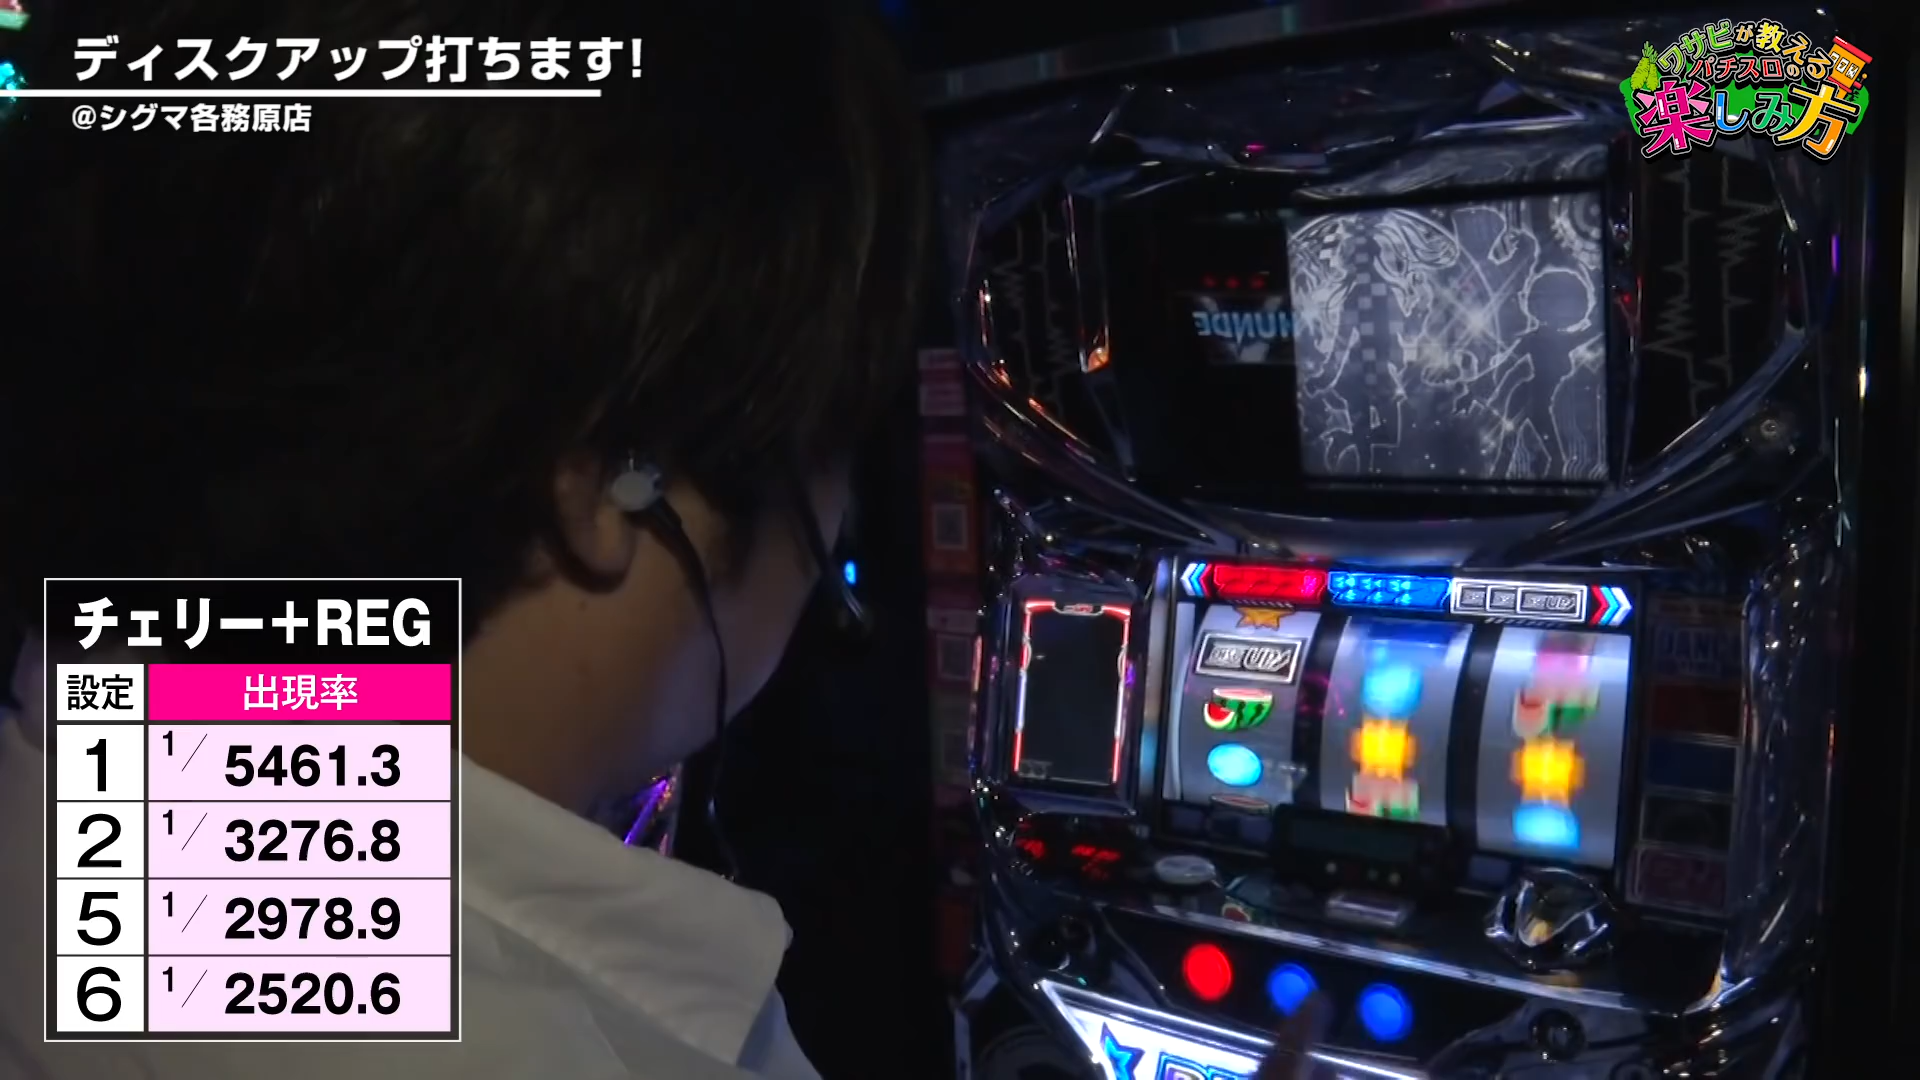 ディスクアップ打ちます!
@シグマ各務原店
ワサビが教える
パチスロの
楽しみ方
チェリー+REG
設定 出現率
1 1/5461.3
2 1/3276.8
5 1/2978.9
6 1/2520.6
UP!